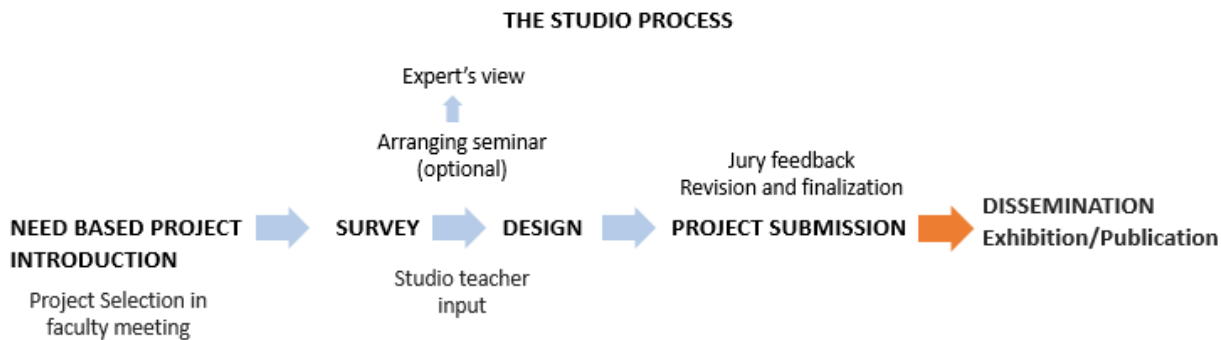 THE STUDIO PROCESS
Expert’s view
Arranging seminar
(optional)
Jury feedback
Revision and finalization
NEED BASED PROJECT
INTRODUCTION
SURVEY
DESIGN
PROJECT SUBMISSION
DISSEMINATION
Exhibition/Publication
Project Selection in
faculty meeting
Studio teacher
input